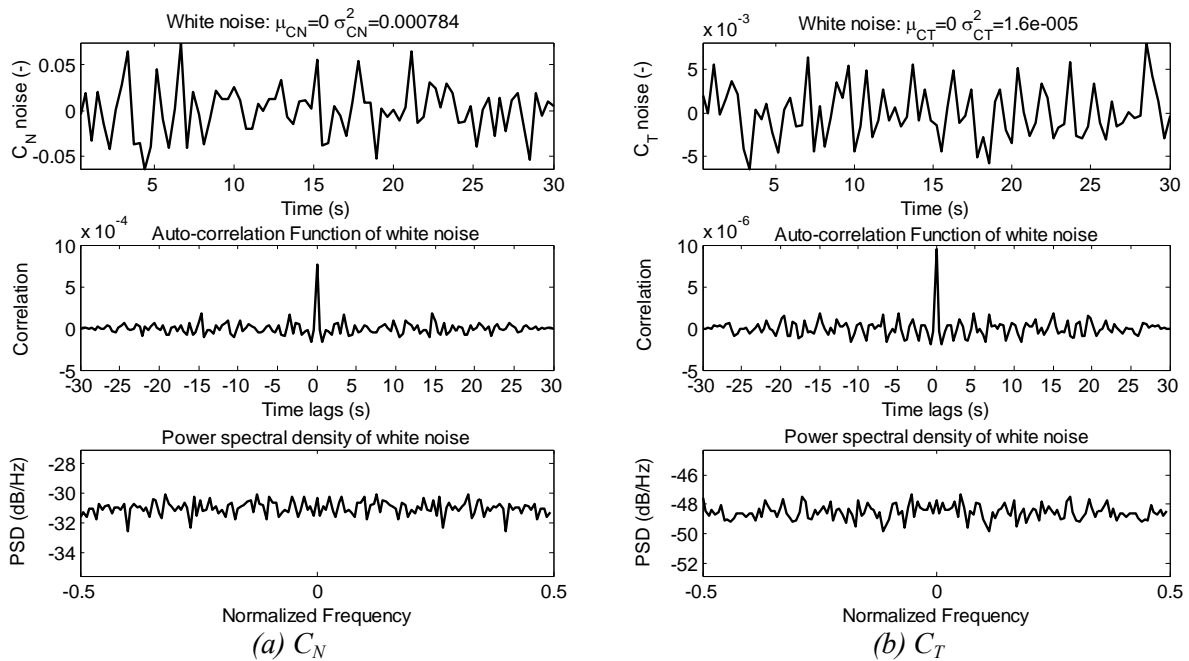 White noise: μCN=0 σ²CN=0.000784
0.05
0
-0.05
C_N noise (-)
5 10 15 20 25 30
Time (s)
x 10^-4
Auto-correlation Function of white noise
10
5
0
-5
Correlation
-30 -25 -20 -15 -10 -5 0 5 10 15 20 25 30
Time lags (s)
Power spectral density of white noise
-28
-30
-31
-34
PSD (dB/Hz)
-0.5 0 0.5
Normalized Frequency
(a) C_N
White noise: μCT=0 σ²CT=1.6e-005
x 10^-3
5
0
-5
C_T noise (-)
5 10 15 20 25 30
Time (s)
x 10^-6
Auto-correlation Function of white noise
10
5
0
-5
Correlation
-30 -25 -20 -15 -10 -5 0 5 10 15 20 25 30
Time lags (s)
Power spectral density of white noise
-46
-48
-50
-52
PSD (dB/Hz)
-0.5 0 0.5
Normalized Frequency
(b) C_T